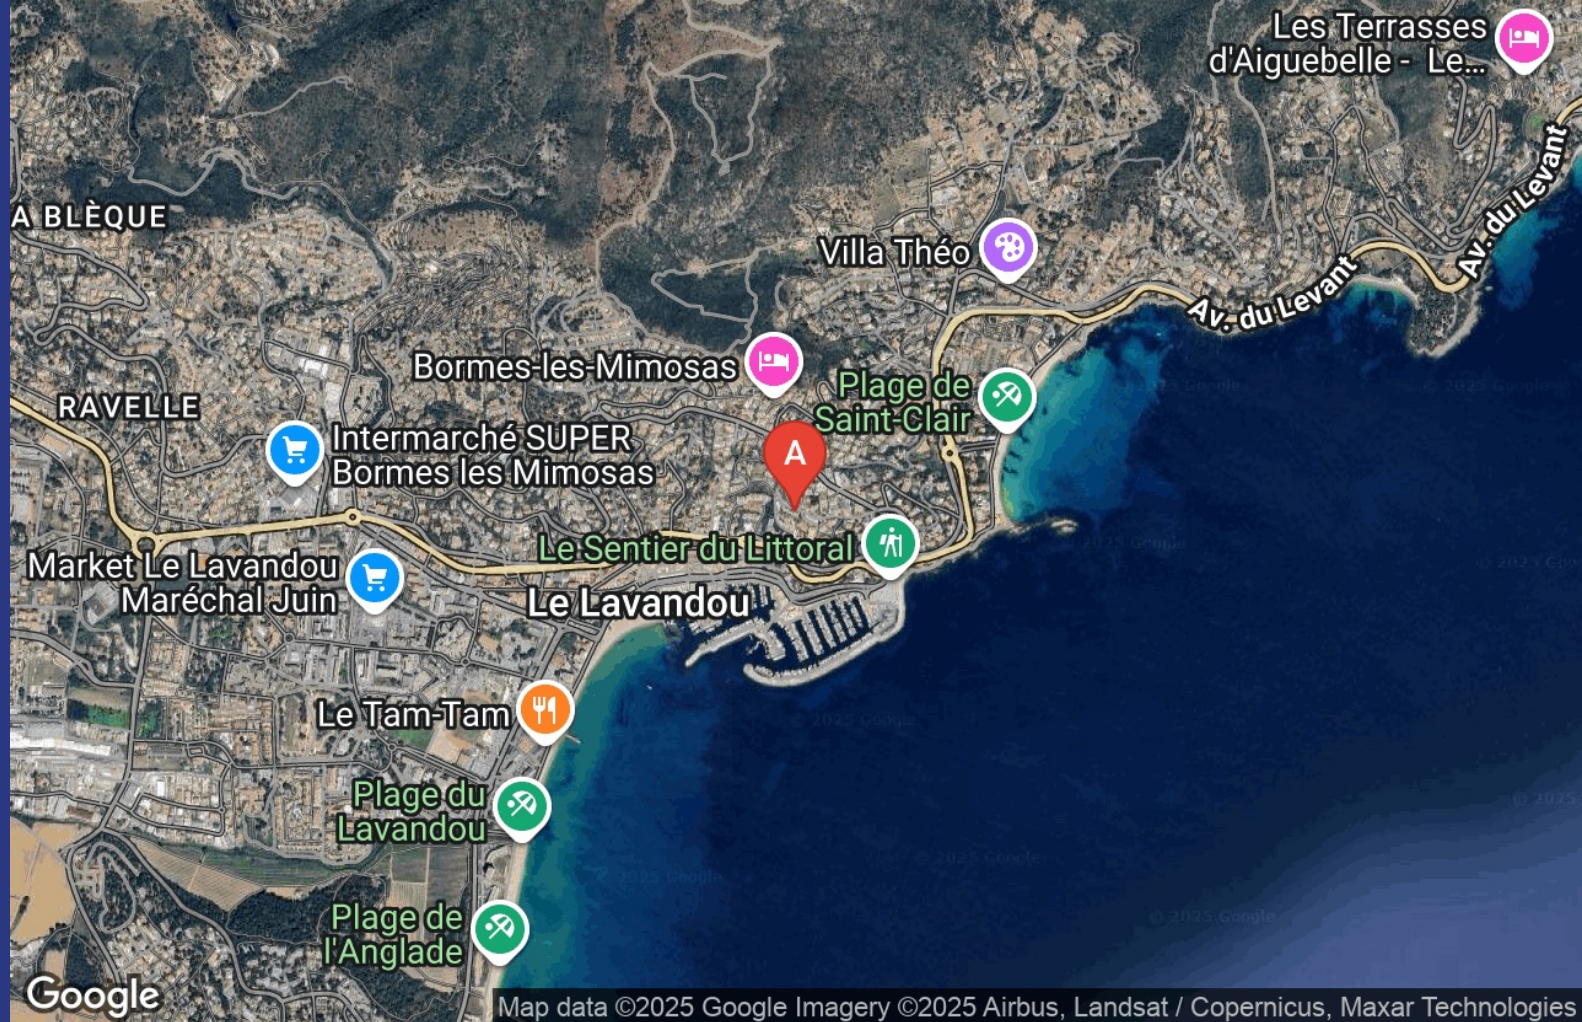 Les Terrasses
d'Aiguebelle - Le...
Av. du Levant
A BLÈQUE
Villa Théo
Av. du Levant
Bormes-les-Mimosas
Plage de
Saint-Clair
RAVELLE
A
Intermarché SUPER
Bormes les Mimosas
Le Sentier du Littoral
Market Le Lavandou
Maréchal Juin
Le Lavandou
Le Tam-Tam
Plage du
Lavandou
Plage de
l'Anglade
Google
Map data ©2025 Google Imagery ©2025 Airbus, Landsat / Copernicus, Maxar Technologies